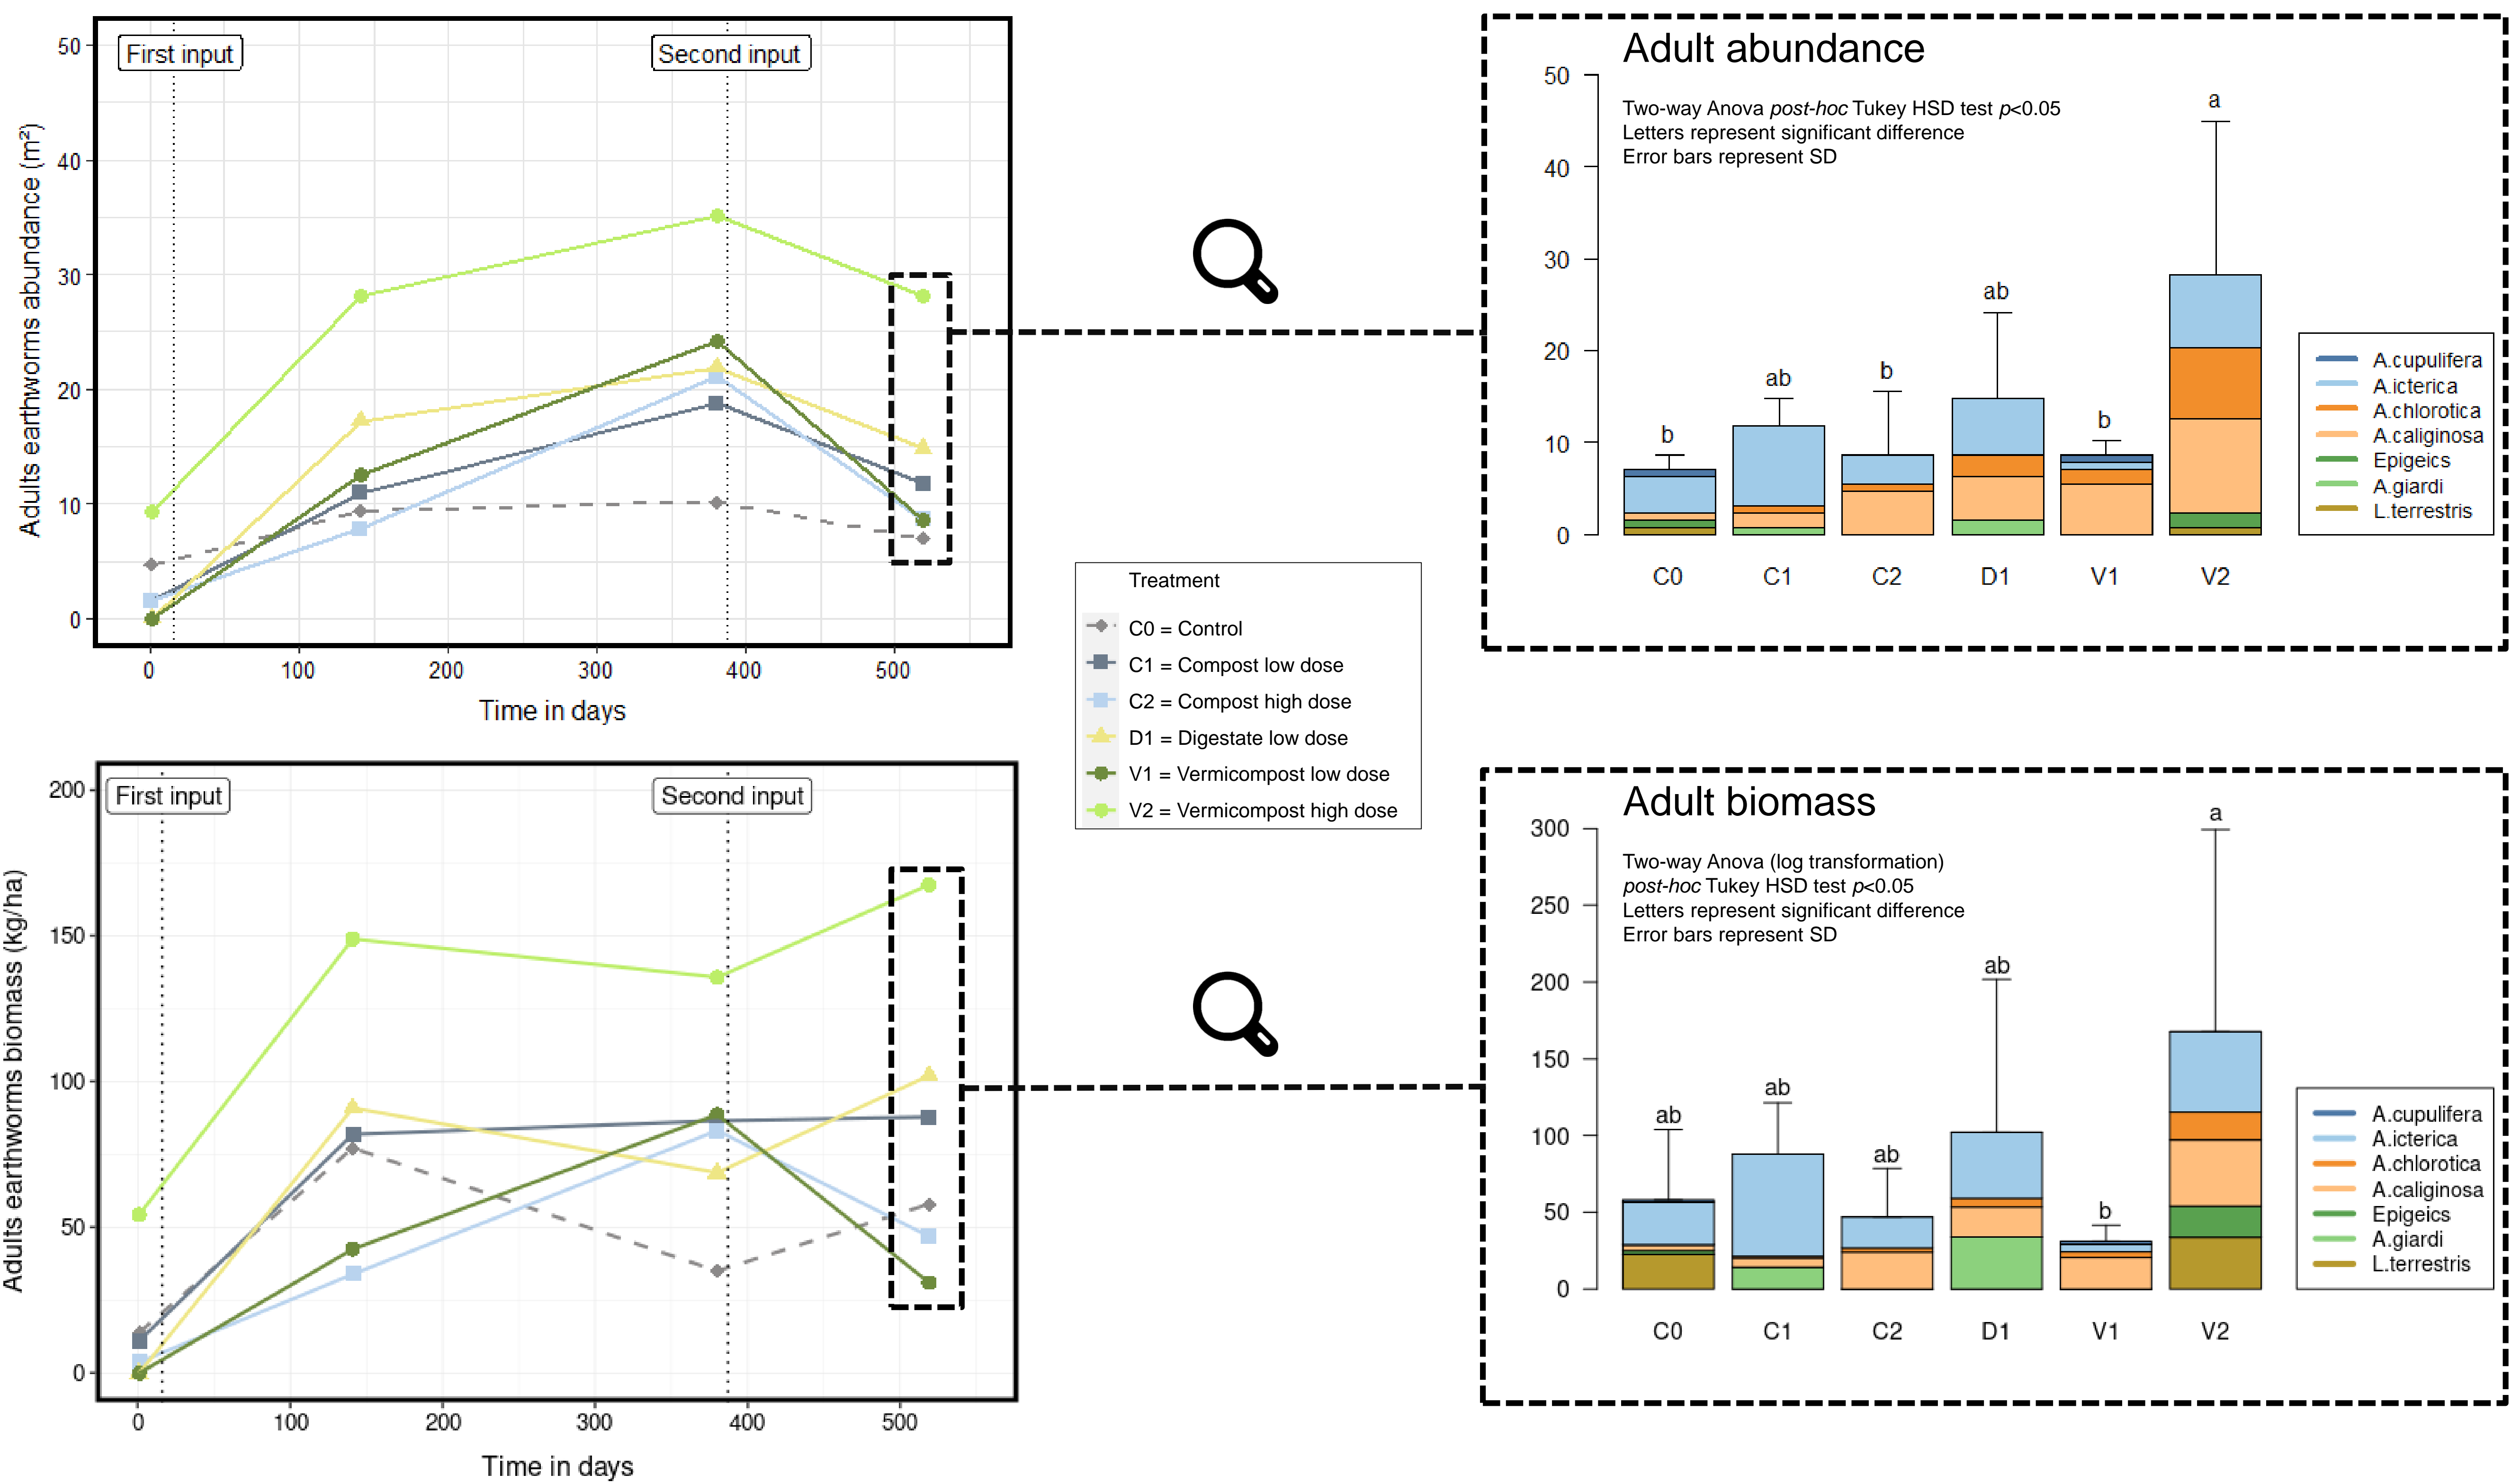 First input
Second input
50
40
30
20
10
0
Adults earthworms abundance (m²)
0 100 200 300 400 500
Time in days
Adult abundance
Two-way Anova post-hoc Tukey HSD test p<0.05
Letters represent significant difference
Error bars represent SD
50
40
30
20
10
0
b
ab
b
ab
b
a
C0 C1 C2 D1 V1 V2
A.cupulifera
A.icterica
A.chlorotica
A.caliginosa
Epigeics
A.giardi
L.terrestris
Treatment
C0 = Control
C1 = Compost low dose
C2 = Compost high dose
D1 = Digestate low dose
V1 = Vermicompost low dose
V2 = Vermicompost high dose
First input
Second input
200
150
100
50
0
Adults earthworms biomass (kg/ha)
0 100 200 300 400 500
Time in days
Adult biomass
Two-way Anova (log transformation)
post-hoc Tukey HSD test p<0.05
Letters represent significant difference
Error bars represent SD
300
250
200
150
100
50
0
ab
ab
ab
ab
b
a
C0 C1 C2 D1 V1 V2
A.cupulifera
A.icterica
A.chlorotica
A.caliginosa
Epigeics
A.giardi
L.terrestris